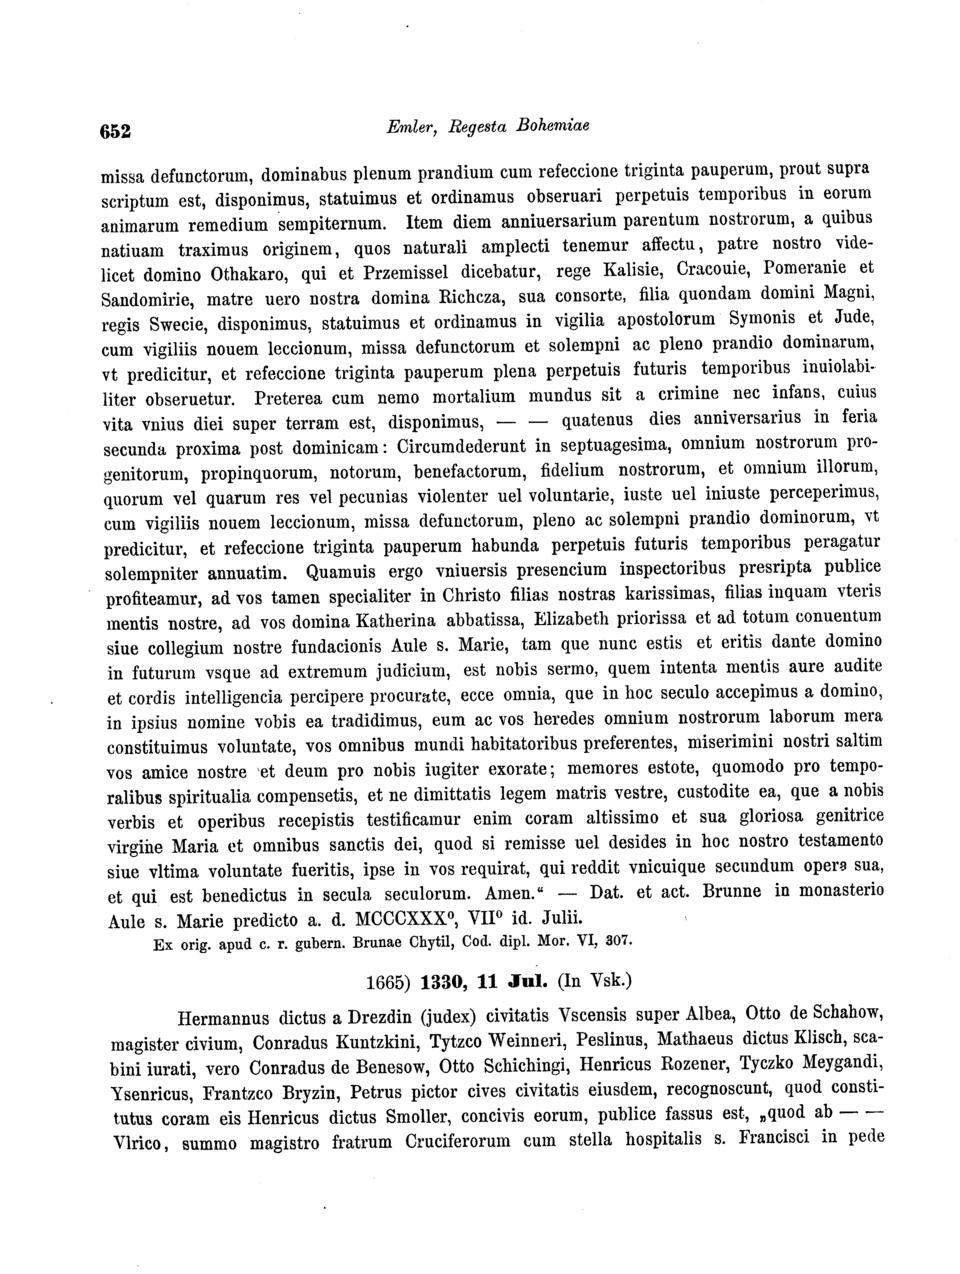 652
Emler, Regesta Bohemiae
missa defunctorum, dominabus plenum prandium cum refeccione triginta pauperum, prout supra
scriptum est, disponimus, statuimus et ordinamus obseruari perpetuis temporibus in eorum
animarum remedium sempiternum. Item diem anniuersarium parentum nostrorum, a quibus
natiuam traximus originem, quos naturali amplecti tenemur affectu, patre nostro vide-
licet domino Othakaro, qui et Przemissel dicebatur, rege Kalisie, Cracouie, Pomeranie et
Sandomirie, matre uero nostra domina Richcza, sua consorte, filia quondam domini Magni,
regis Swecie, disponimus, statuimus et ordinamus in vigilia apostolorum Symonis et Jude,
cum vigiliis nouem leccionum, missa defunctorum et solempni ac pleno prandio dominarum,
vt predicitur, et refeccione triginta pauperum plena perpetuis futuris temporibus inuiolabi-
liter obseruetur. Preterea cum nemo mortalium mundus sit a crimine nec infans, cuius
vita vnius diei super terram est, disponimus, — — quatenus dies anniversarius in feria
secunda proxima post dominicam: Circumdederunt in septuagesima, omnium nostrorum pro-
genitorum, propinquorum, notorum, benefactorum, fidelium nostrorum, et omnium illorum,
quorum vel quarum res vel pecunias violenter uel voluntarie, iuste uel iniuste perceperimus,
cum vigiliis nouem leccionum, missa defunctorum, pleno ac solempni prandio dominorum, vt
predicitur, et refeccione triginta pauperum habunda perpetuis futuris temporibus peragatur
solempniter annuatim. Quamuis ergo vniuersis presencium inspectoribus presripta publice
profiteamur, ad vos tamen specialiter in Christo filias nostras karissimas, filias inquam vteris
mentis nostre, ad vos domina Katherina abbatissa, Elizabeth priorissa et ad totum conuentum
siue collegium nostre fundacionis Aule s. Marie, tam que nunc estis et eritis dante domino
in futurum vsque ad extremum judicium, est nobis sermo, quem intenta mentis aure audite
et cordis intelligencia percipere procurate, ecce omnia, que in hoc seculo accepimus a domino,
in ipsius nomine vobis ea tradidimus, eum ac vos heredes omnium nostrorum laborum mera
constituimus voluntate, vos omnibus mundi habitatoribus preferentes, miserimini nostri saltim
vos amice nostre et deum pro nobis iugiter exorate; memores estote, quomodo pro tempo-
ralibus spiritualia compensetis, et ne dimittatis legem matris vestre, custodite ea, que a nobis
verbis et operibus recepistis testificamur enim coram altissimo et sua gloriosa genitrice
virgine Maria et omnibus sanctis dei, quod si remisse uel desides in hoc nostro testamento
siue vltima voluntate fueritis, ipse in vos requirat, qui reddit vnicuique secundum opera sua,
et qui est benedictus in secula seculorum. Amen.“ — Dat. et act. Brunne in monasterio
Aule s. Marie predicto a. d. MCCCXXX⁰, VII⁰ id. Julii.
Ex orig. apud c. r. gubern. Brunae Chytil, Cod. dipl. Mor. VI, 307.
1665) 1330, 11 Jul. (In Vsk.)
Hermannus dictus a Drezdin (judex) civitatis Vscensis super Albea, Otto de Schahow,
magister civium, Conradus Kuntzkini, Tytzco Weinneri, Peslinus, Mathaeus dictus Klisch, sca-
bini iurati, vero Conradus de Benesow, Otto Schichingi, Henricus Rozener, Tyczko Meygandi,
Ysenricus, Frantzco Bryzin, Petrus pictor cives civitatis eiusdem, recognoscunt, quod consti-
tutus coram eis Henricus dictus Smoller, concivis eorum, publice fassus est, „quod ab — —
Vlrico, summo magistro fratrum Cruciferorum cum stella hospitalis s. Francisci in pede